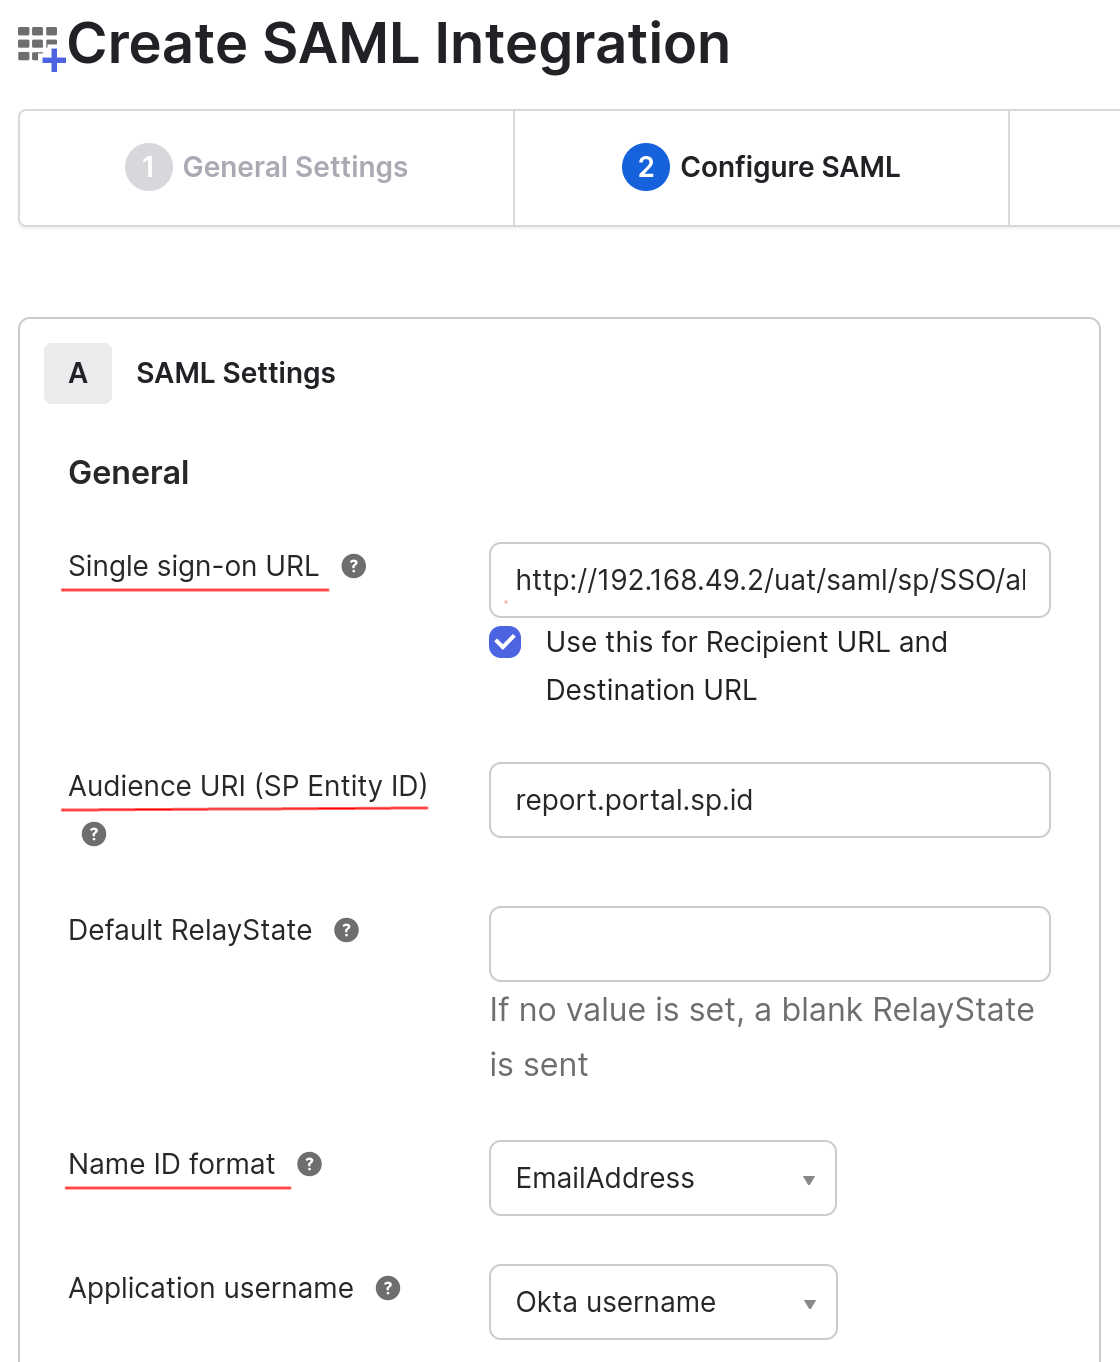 Create SAML Integration
1 General Settings
2 Configure SAML
A SAML Settings
General
Single sign-on URL ?
http://192.168.49.2/uat/saml/sp/SSO/al
Use this for Recipient URL and
Destination URL
Audience URI (SP Entity ID)
?
report.portal.sp.id
Default RelayState ?
If no value is set, a blank RelayState
is sent
Name ID format ?
EmailAddress
Application username ?
Okta username